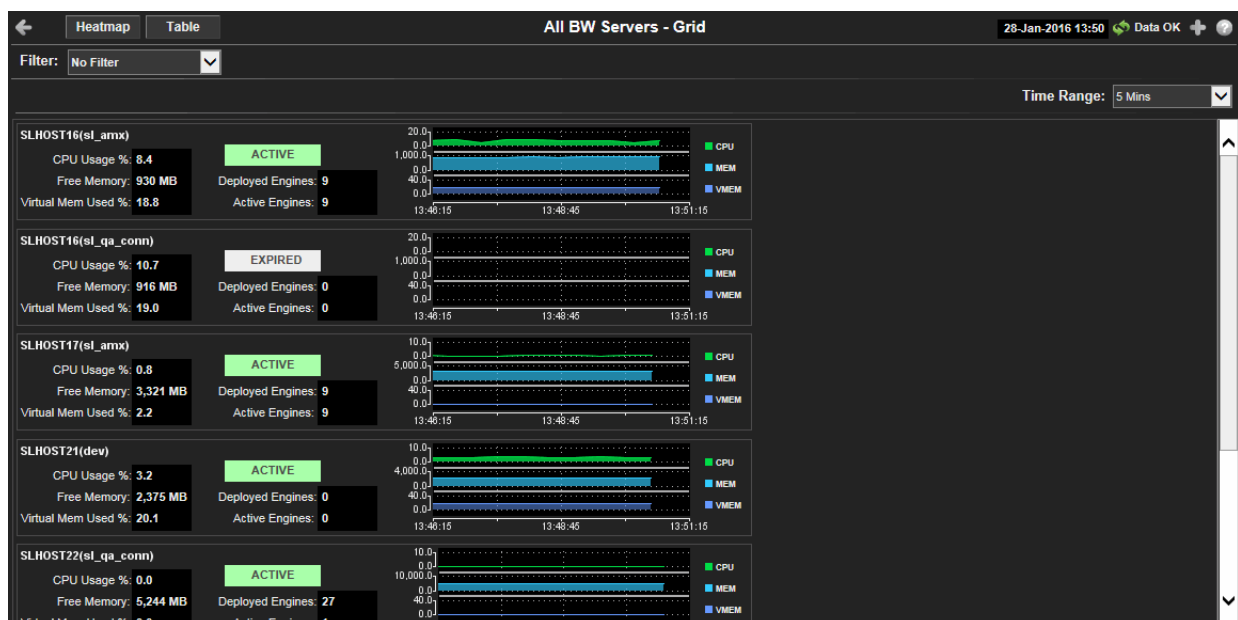 Heatmap Table All BW Servers - Grid 28-Jan-2016 13:50 Data OK
Filter: No Filter
Time Range: 5 Mins
SLHOST16(sl_amx)
CPU Usage %: 8.4 ACTIVE
Free Memory: 930 MB Deployed Engines: 9
Virtual Mem Used %: 18.8 Active Engines: 9
20.0
0.0 CPU
1,000.0
0.0 MEM
40.0
0.0 VMEM
13:46:15 13:48:45 13:51:15
SLHOST16(sl_qa_conn)
CPU Usage %: 10.7 EXPIRED
Free Memory: 916 MB Deployed Engines: 0
Virtual Mem Used %: 19.0 Active Engines: 0
20.0
0.0 CPU
1,000.0
0.0 MEM
40.0
0.0 VMEM
13:46:15 13:48:45 13:51:15
SLHOST17(sl_amx)
CPU Usage %: 0.8 ACTIVE
Free Memory: 3,321 MB Deployed Engines: 9
Virtual Mem Used %: 2.2 Active Engines: 9
10.0
0.0 CPU
5,000.0
0.0 MEM
40.0
0.0 VMEM
13:46:15 13:48:45 13:51:15
SLHOST21(dev)
CPU Usage %: 3.2 ACTIVE
Free Memory: 2,375 MB Deployed Engines: 0
Virtual Mem Used %: 20.1 Active Engines: 0
10.0
0.0 CPU
4,000.0
0.0 MEM
40.0
0.0 VMEM
13:46:15 13:48:45 13:51:15
SLHOST22(sl_qa_conn)
CPU Usage %: 0.0 ACTIVE
Free Memory: 5,244 MB Deployed Engines: 27
10.0
0.0 CPU
10,000.0
0.0 MEM
40.0
0.0 VMEM